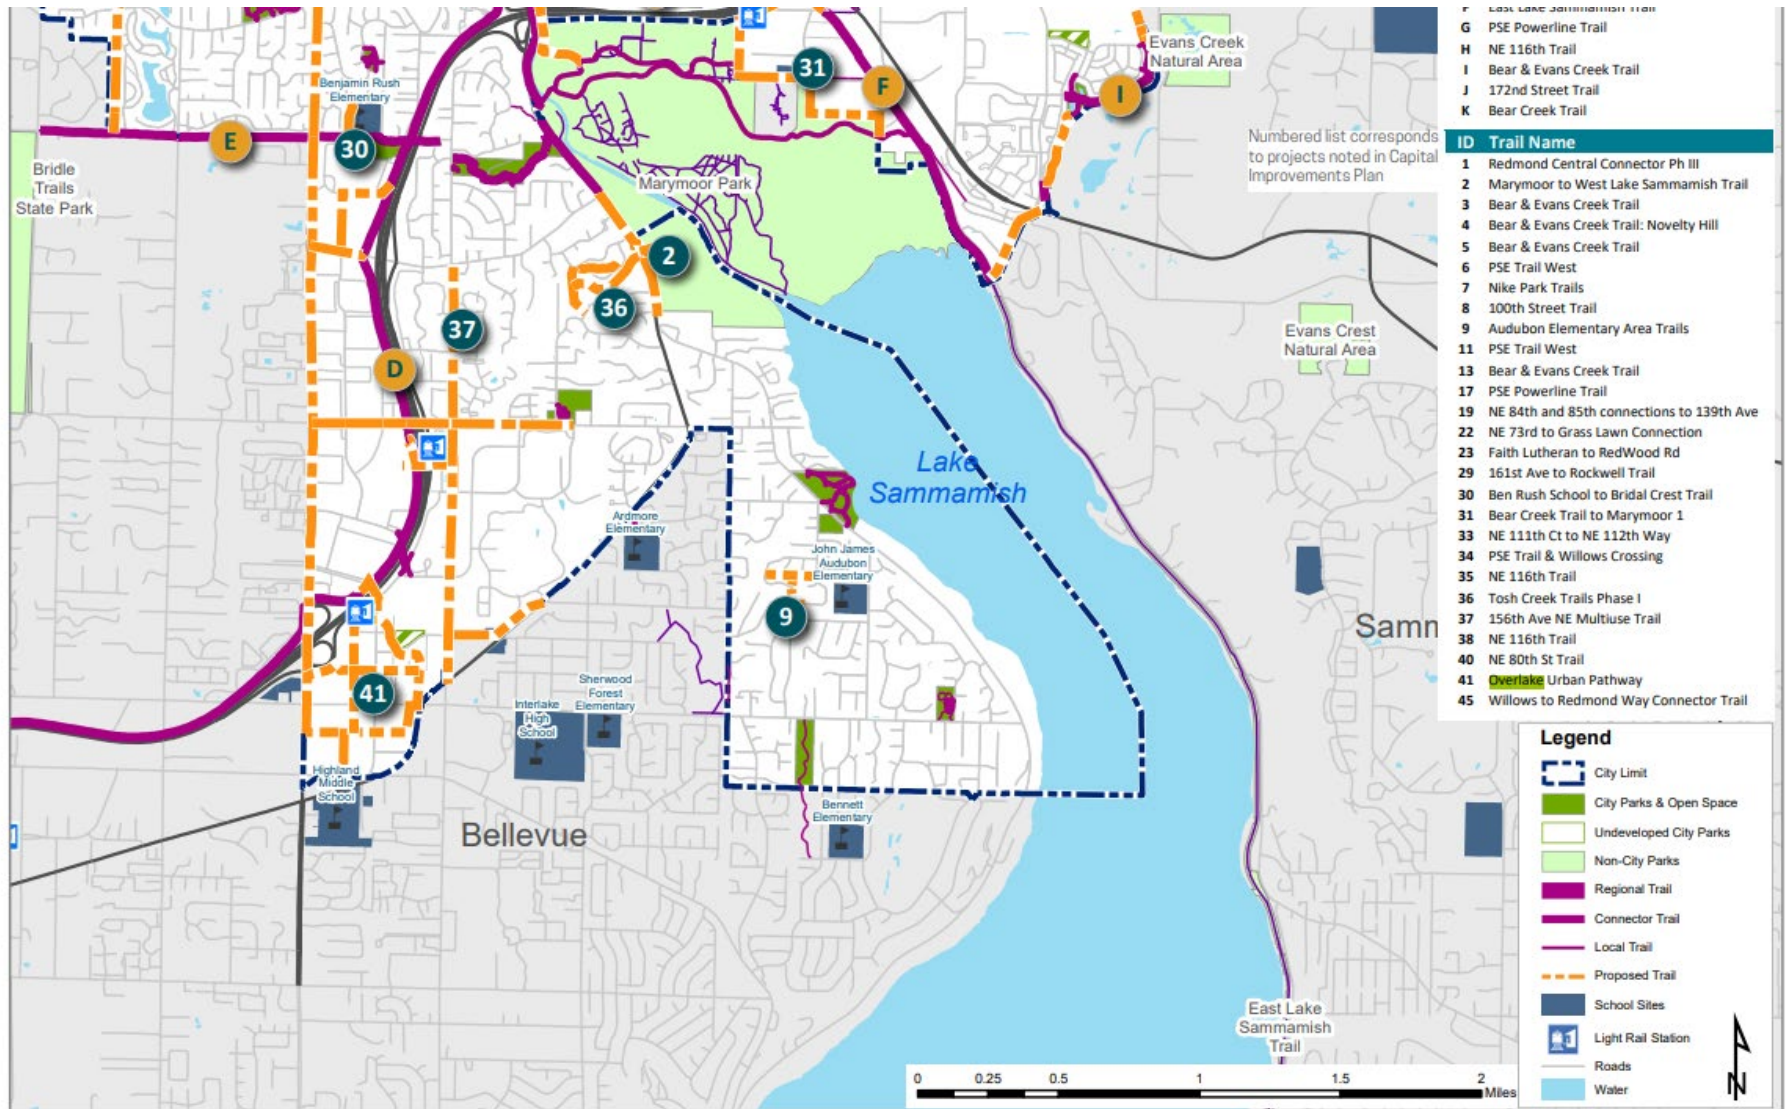 F East Lake Sammamish Trail
G PSE Powerline Trail
H NE 116th Trail
I Bear & Evans Creek Trail
J 172nd Street Trail
K Bear Creek Trail
ID Trail Name
1 Redmond Central Connector Ph III
2 Marymoor to West Lake Sammamish Trail
3 Bear & Evans Creek Trail
4 Bear & Evans Creek Trail: Novelty Hill
5 Bear & Evans Creek Trail
6 PSE Trail West
7 Nike Park Trails
8 100th Street Trail
9 Audubon Elementary Area Trails
11 PSE Trail West
13 Bear & Evans Creek Trail
17 PSE Powerline Trail
19 NE 84th and 85th connections to 139th Ave
22 NE 73rd to Grass Lawn Connection
23 Faith Lutheran to RedWood Rd
29 161st Ave to Rockwell Trail
30 Ben Rush School to Bridal Crest Trail
31 Bear Creek Trail to Marymoor 1
33 NE 111th Ct to NE 112th Way
34 PSE Trail & Willows Crossing
35 NE 116th Trail
36 Tosh Creek Trails Phase I
37 156th Ave NE Multiuse Trail
38 NE 116th Trail
40 NE 80th St Trail
41 Overlake Urban Pathway
45 Willows to Redmond Way Connector Trail
Numbered list corresponds
to projects noted in Capital
Improvements Plan
Evans Creek
Natural Area
31
F
I
Benjamin Rush
Elementary
E
30
Bridle
Trails
State Park
Marymoor Park
2
36
37
D
Evans Crest
Natural Area
Lake
Sammamish
Ardmore
Elementary
John James
Audubon
Elementary
9
Samm
Sherwood
Forest
Elementary
Interlake
High
School
41
Highland
Middle
School
Bellevue
Bennett
Elementary
East Lake
Sammamish
Trail
Legend
City Limit
City Parks & Open Space
Undeveloped City Parks
Non-City Parks
Regional Trail
Connector Trail
Local Trail
Proposed Trail
School Sites
Light Rail Station
Roads
Water
N
0 0.25 0.5 1 1.5 2
Miles